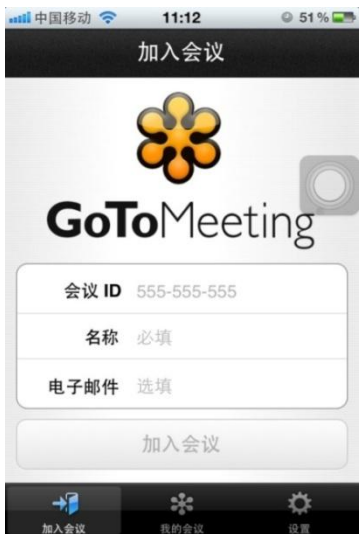 中国移动 11:12 51%
加入会议
GoToMeeting
会议 ID 555-555-555
名称 必填
电子邮件 选填
加入会议
加入会议 我的会议 设置